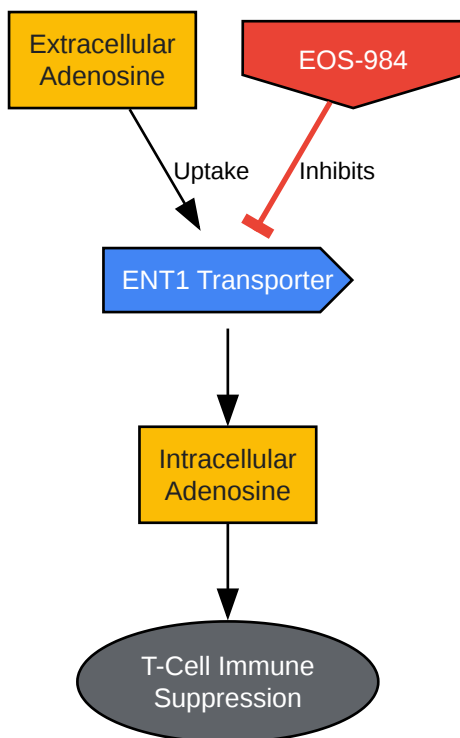 Extracellular
Adenosine
EOS-984
Uptake
Inhibits
ENT1 Transporter
Intracellular
Adenosine
T-Cell Immune
Suppression